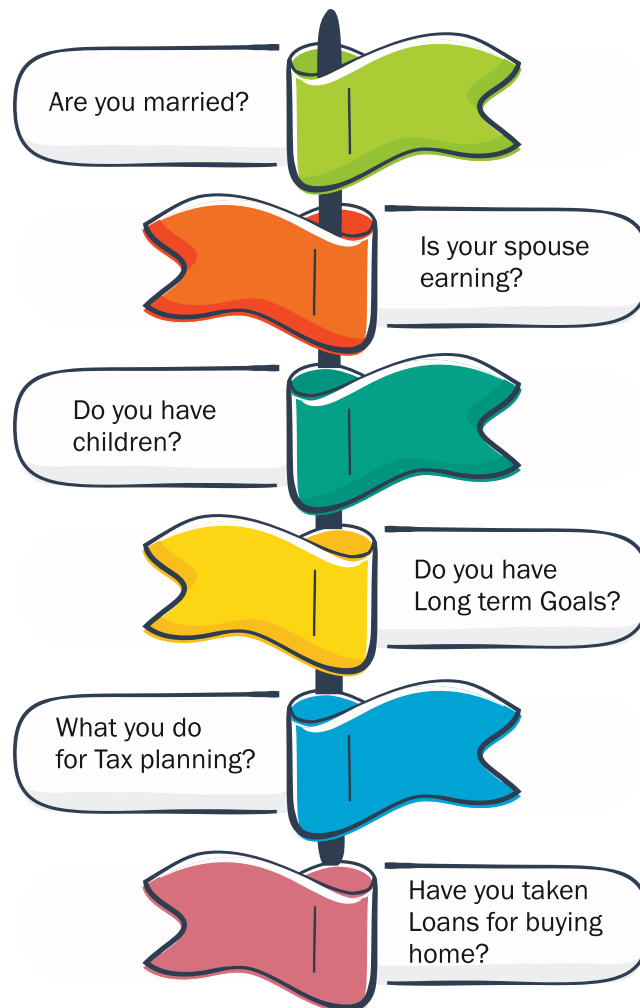 Are you married?
Is your spouse
earning?
Do you have
children?
Do you have
Long term Goals?
What you do
for Tax planning?
Have you taken
Loans for buying
home?